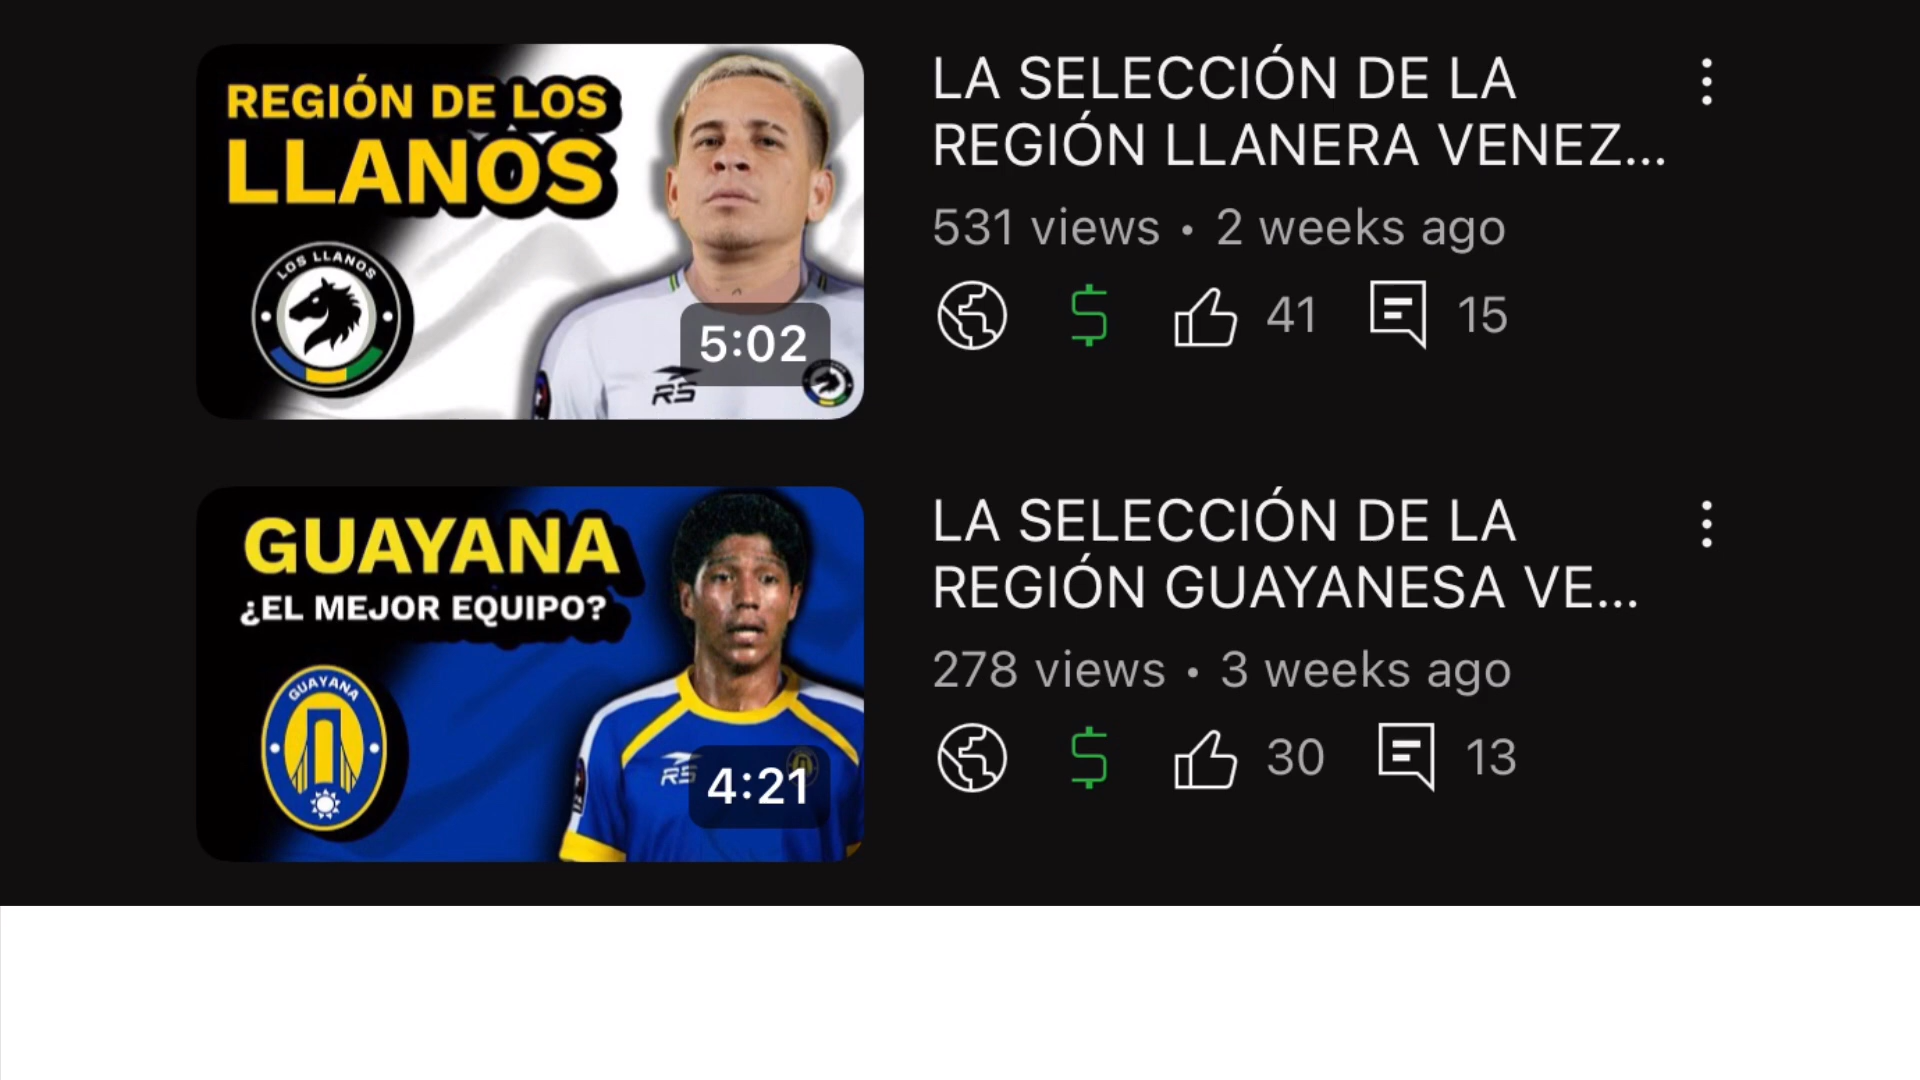 REGIÓN DE LOS
LLANOS
LOS LLANOS
RS
5:02
LA SELECCIÓN DE LA
REGIÓN LLANERA VENEZ...
531 views • 2 weeks ago
41
15
GUAYANA
¿EL MEJOR EQUIPO?
GUAYANA
RS
4:21
LA SELECCIÓN DE LA
REGIÓN GUAYANESA VE...
278 views • 3 weeks ago
30
13